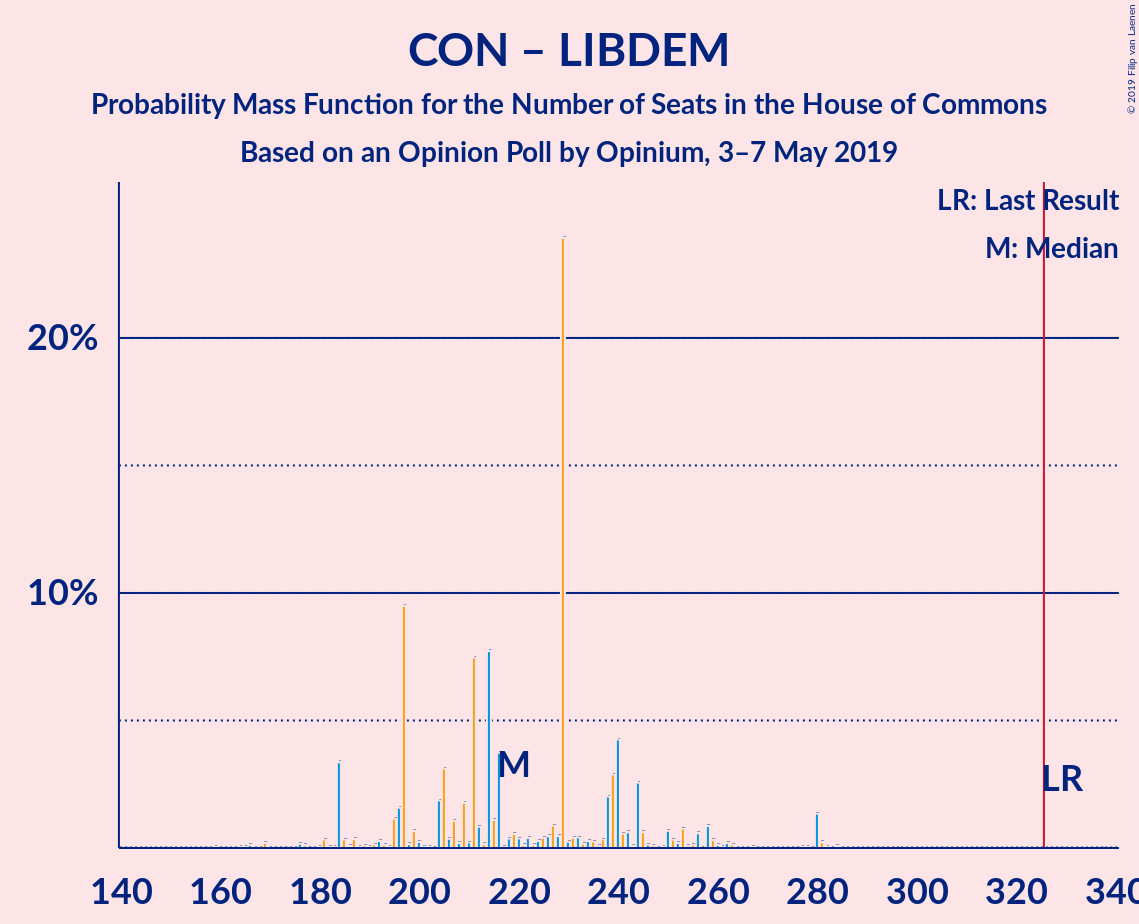 CON – LIBDEM
Probability Mass Function for the Number of Seats in the House of Commons
Based on an Opinion Poll by Opinium, 3–7 May 2019
© 2019 Filip van Laenen
LR: Last Result
M: Median
20%
10%
M
LR
140 160 180 200 220 240 260 280 300 320 340